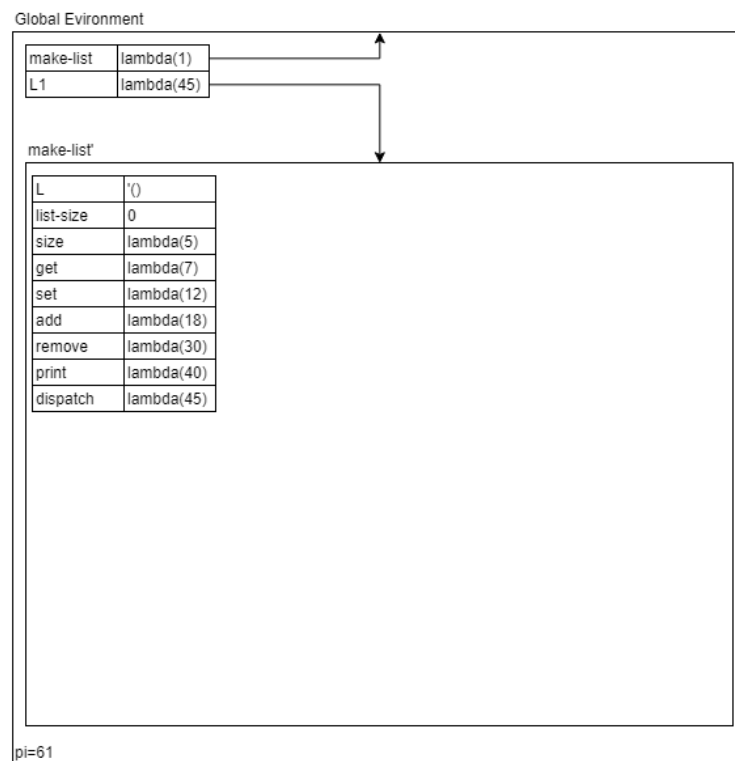 Global Evironment
make-list lambda(1)
L1 lambda(45)
make-list'
L '()
list-size 0
size lambda(5)
get lambda(7)
set lambda(12)
add lambda(18)
remove lambda(30)
print lambda(40)
dispatch lambda(45)
pi=61